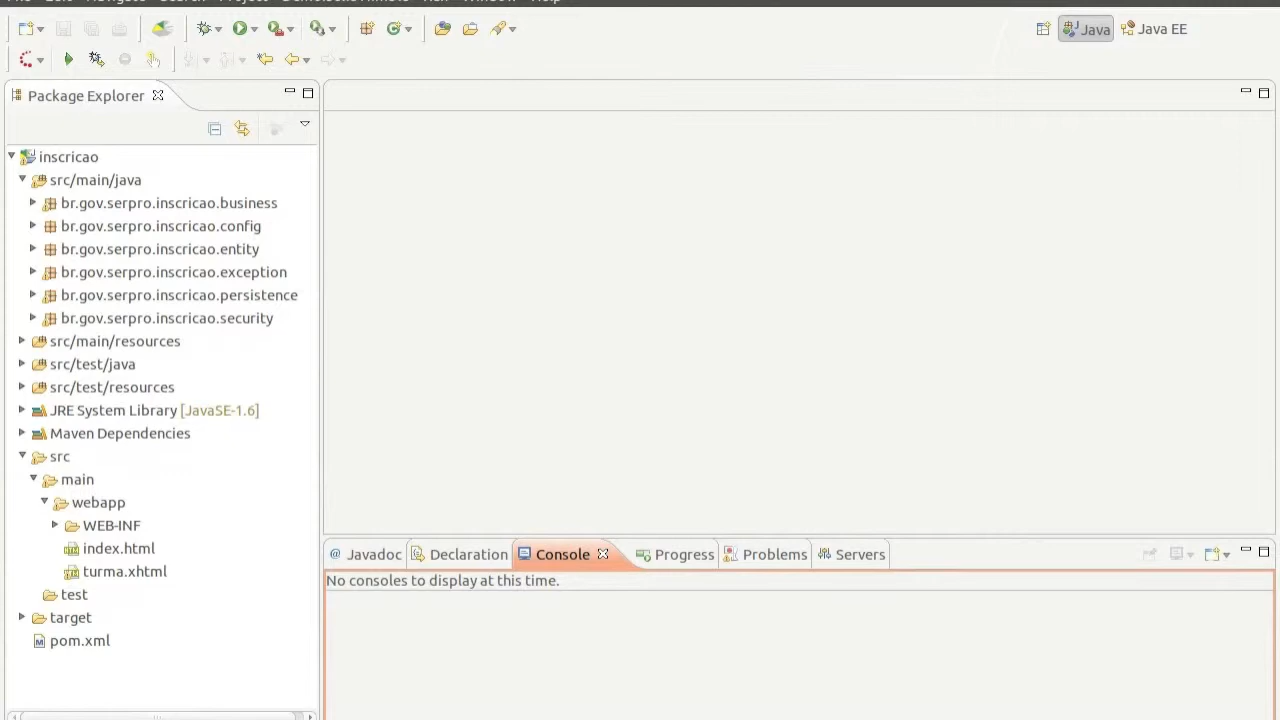 Java
Java EE
Package Explorer
inscricao
src/main/java
br.gov.serpro.inscricao.business
br.gov.serpro.inscricao.config
br.gov.serpro.inscricao.entity
br.gov.serpro.inscricao.exception
br.gov.serpro.inscricao.persistence
br.gov.serpro.inscricao.security
src/main/resources
src/test/java
src/test/resources
JRE System Library [JavaSE-1.6]
Maven Dependencies
src
main
webapp
WEB-INF
index.html
turma.xhtml
test
target
pom.xml
Javadoc
Declaration
Console
Progress
Problems
Servers
No consoles to display at this time.